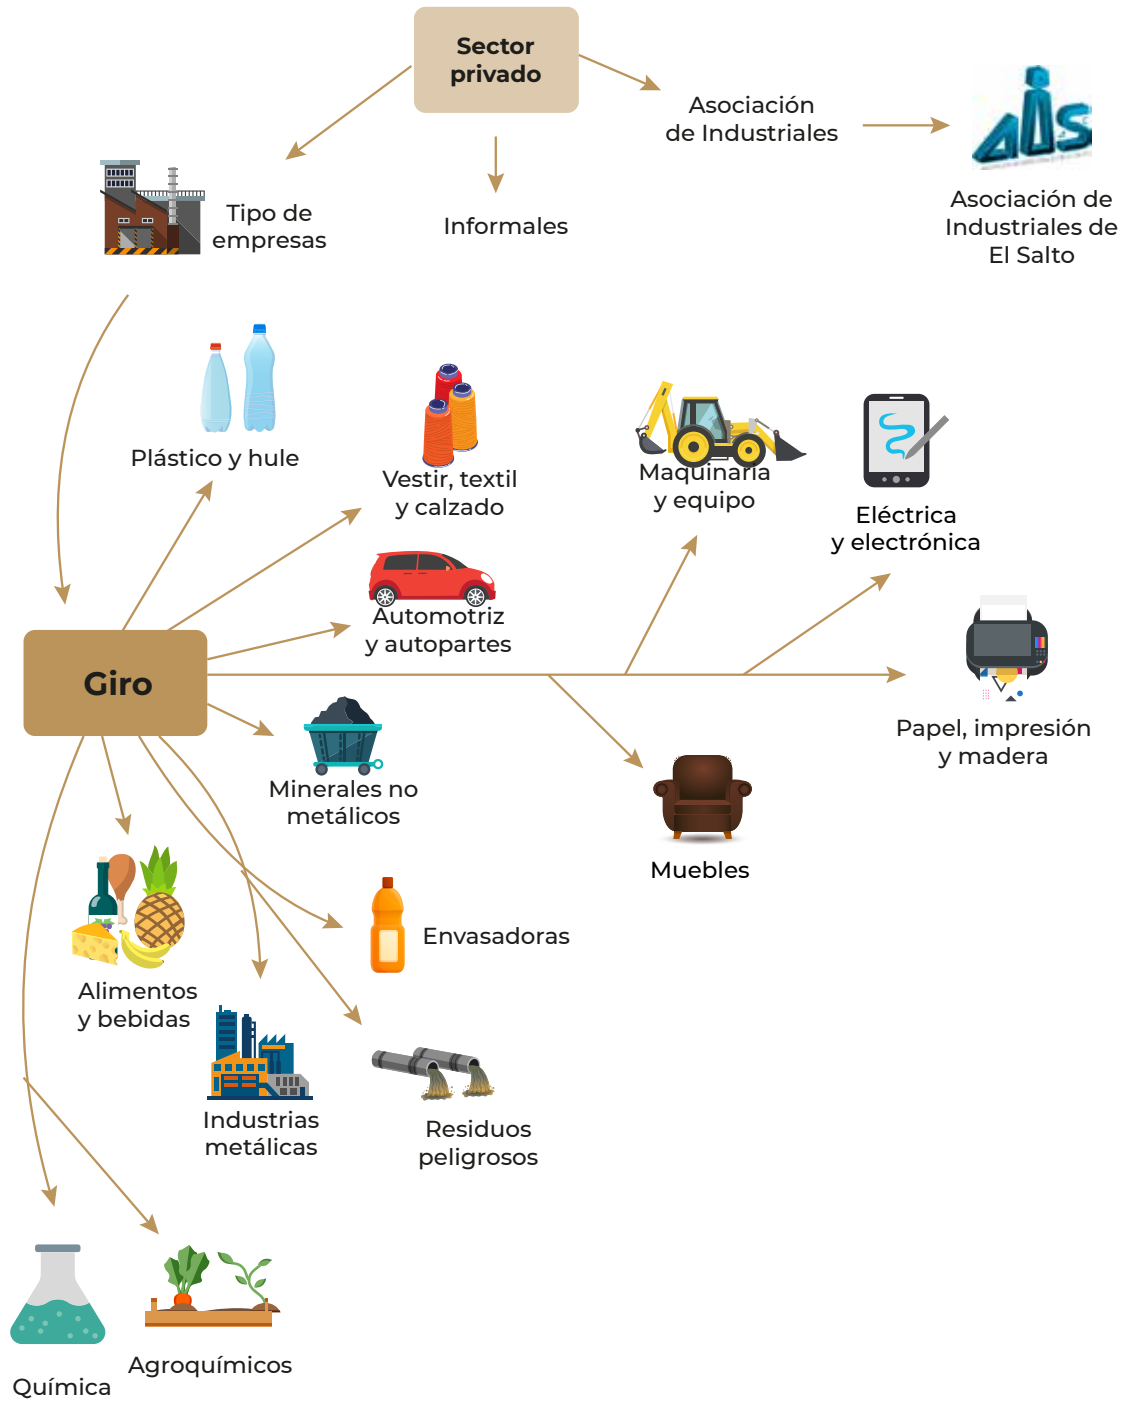 Sector
privado
Asociación
de Industriales
AIS
Asociación de
Industriales de
El Salto
Tipo de
empresas
Informales
Plástico y hule
Vestir, textil
y calzado
Maquinaria
y equipo
Eléctrica
y electrónica
Automotriz
y autopartes
Giro
Papel, impresión
y madera
Minerales no
metálicos
Muebles
Envasadoras
Alimentos
y bebidas
Industrias
metálicas
Residuos
peligrosos
Agroquímicos
Química